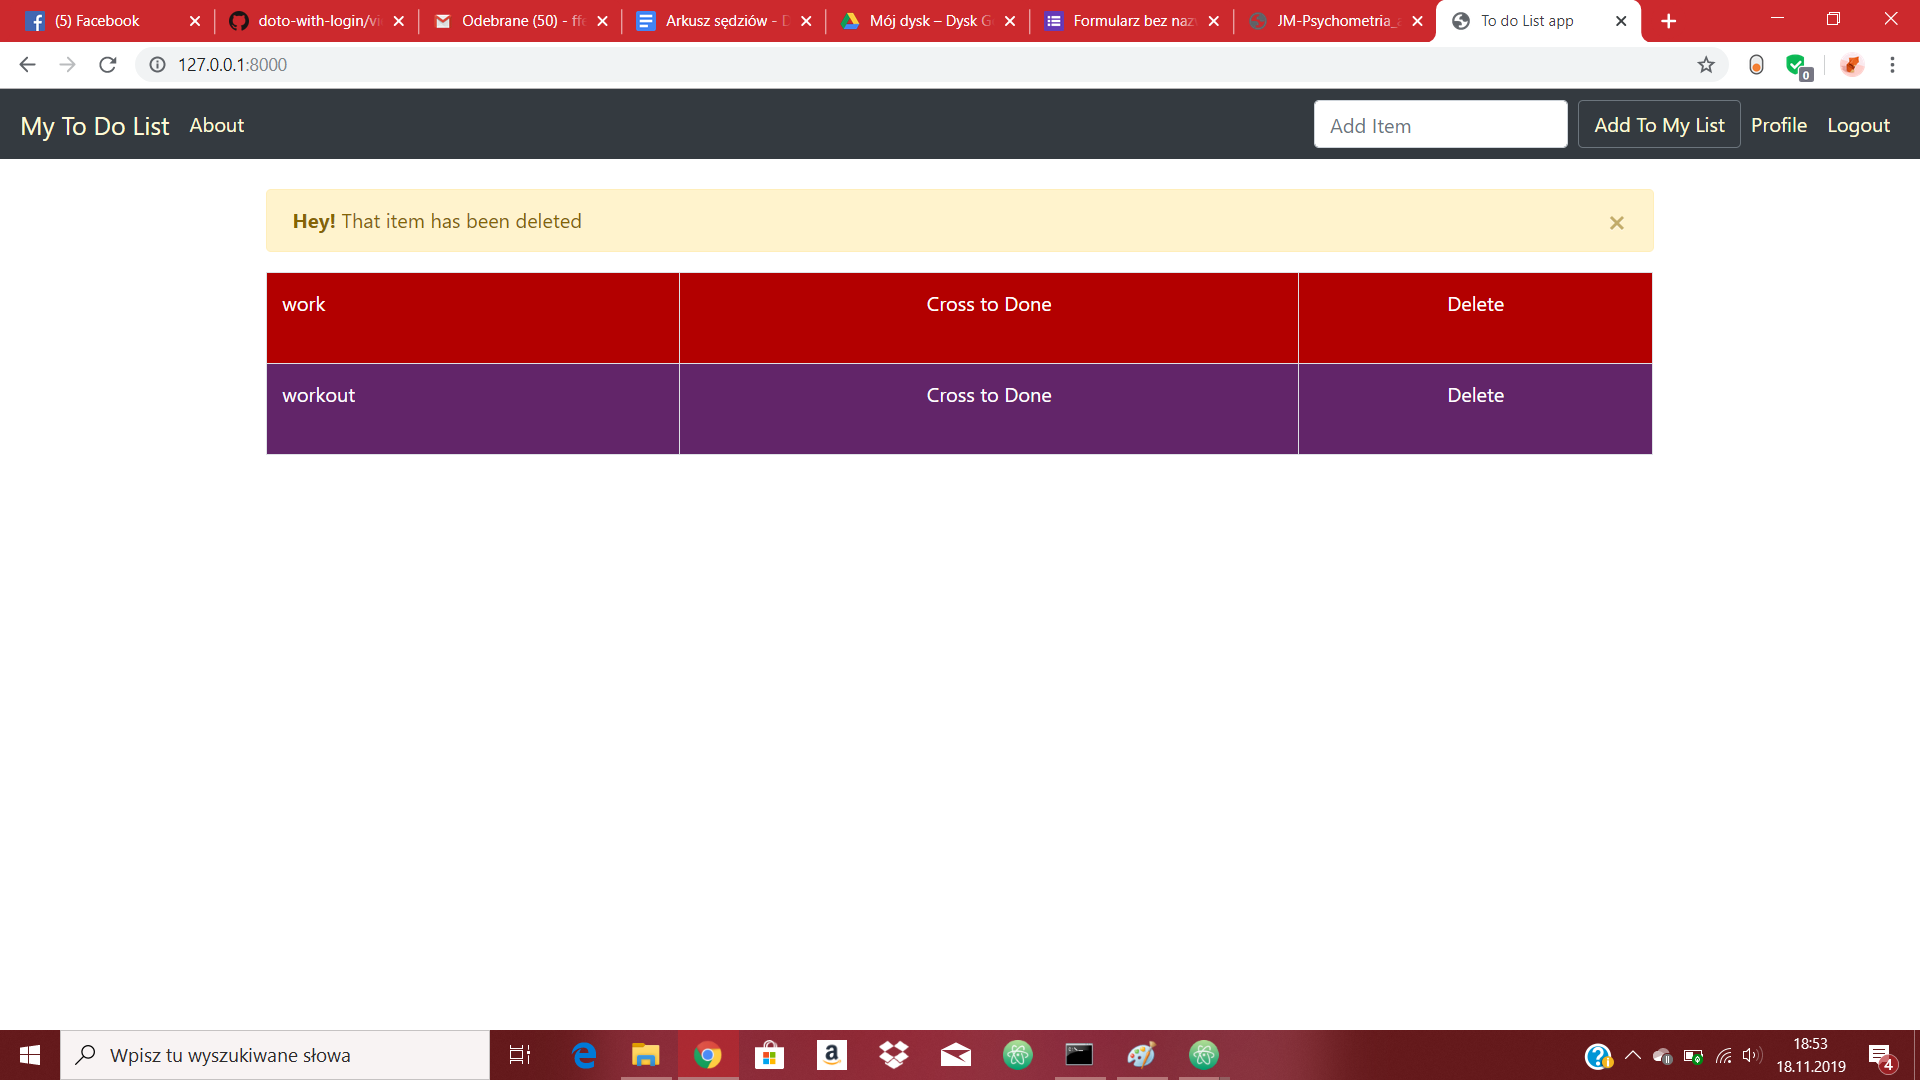 (5) Facebook
doto-with-login/vi
Odebrane (50) - ff
Arkusz sędziów - D
Mój dysk – Dysk G
Formularz bez naz
JM-Psychometria_
To do List app
127.0.0.1:8000
0
My To Do List
About
Add Item
Add To My List
Profile
Logout
Hey! That item has been deleted
×
work
Cross to Done
Delete
workout
Cross to Done
Delete
Wpisz tu wyszukiwane słowa
18:53
18.11.2019
4